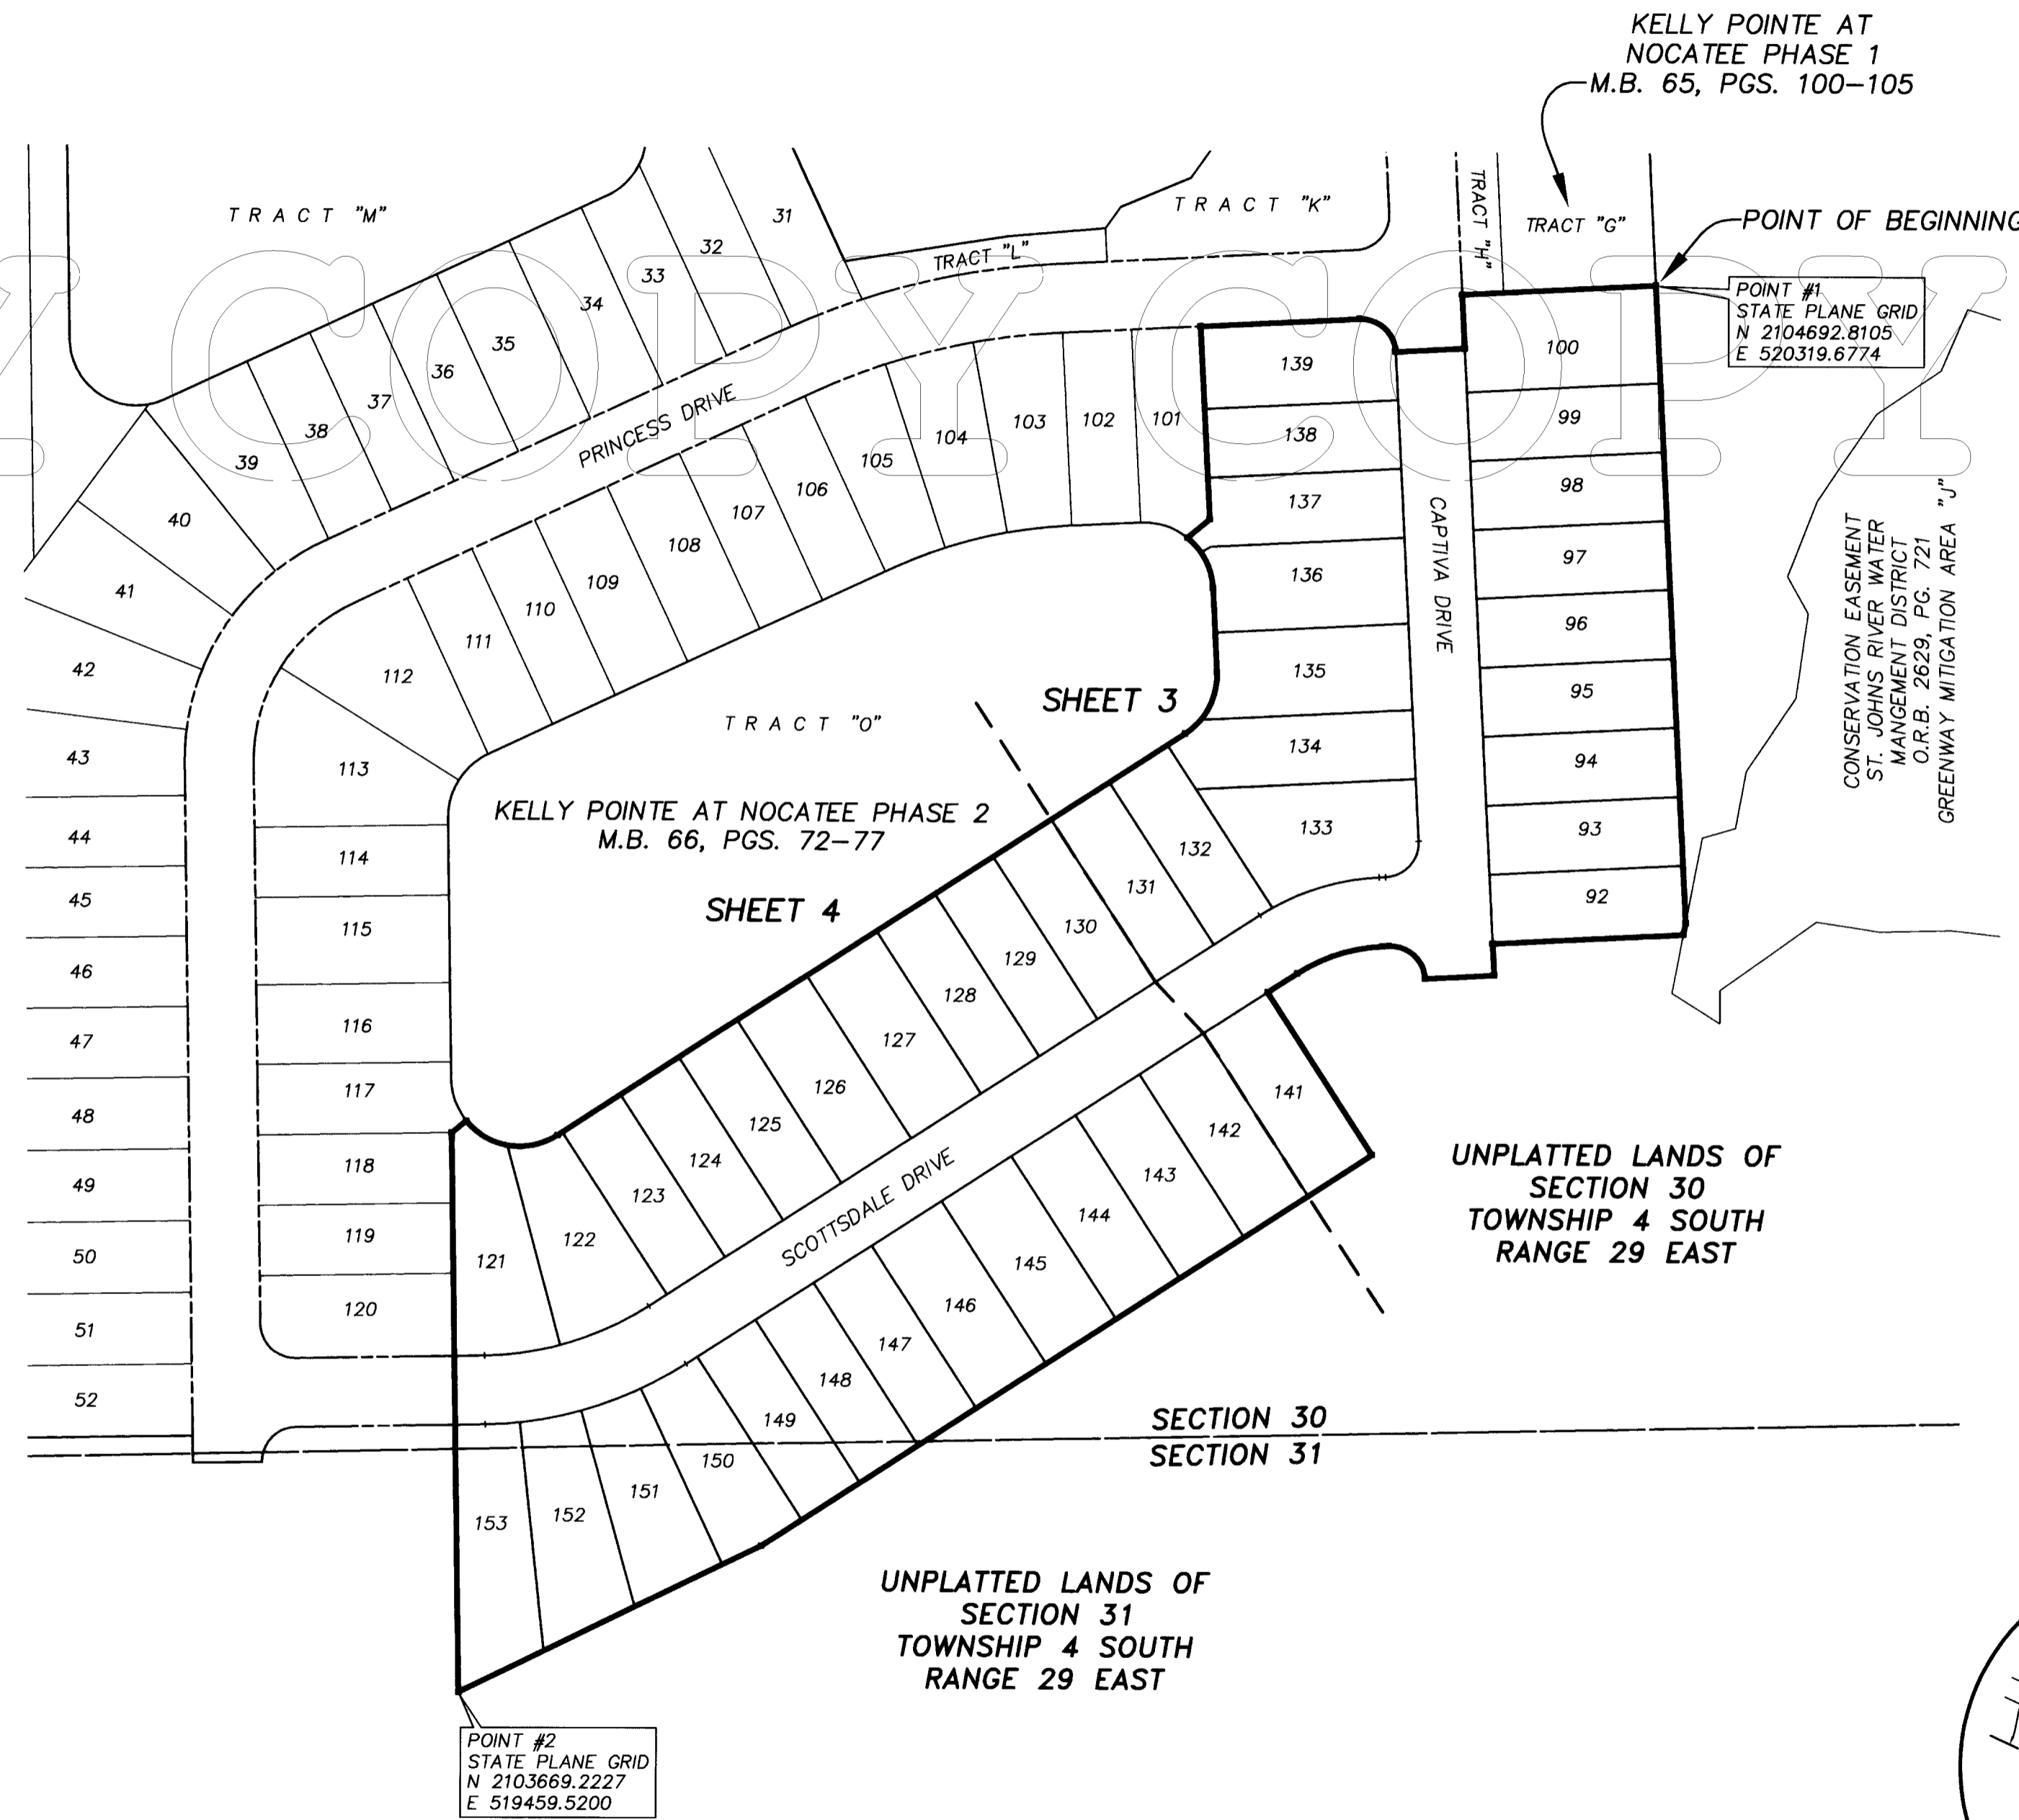 KELLY POINTE AT
NOCATEE PHASE 1
M.B. 65, PGS. 100–105
TRACT "M"
31
32
33
34
35
36
37
38
39
40
41
42
43
44
45
46
47
48
49
50
51
52
TRACT "L"
TRACT "K"
TRACT "H"
TRACT "G"
POINT OF BEGINNING
POINT #1
STATE PLANE GRID
N 2104692.8105
E 520319.6774
COPY
PRINCESS DRIVE
101
102
103
104
105
106
107
108
109
110
111
112
113
114
115
116
117
118
119
120
139
138
137
136
135
134
133
CAPTIVA DRIVE
100
99
98
97
96
95
94
93
92
CONSERVATION EASEMENT
ST. JOHNS RIVER WATER
MANGEMENT DISTRICT
O.R.B. 2629, PG. 721
GREENWAY MITIGATION AREA "J"
TRACT "O"
SHEET 3
KELLY POINTE AT NOCATEE PHASE 2
M.B. 66, PGS. 72–77
SHEET 4
132
131
130
129
128
127
126
125
124
123
122
121
SCOTTSDALE DRIVE
141
142
143
144
145
146
147
148
149
150
151
152
153
UNPLATTED LANDS OF
SECTION 30
TOWNSHIP 4 SOUTH
RANGE 29 EAST
SECTION 30
SECTION 31
UNPLATTED LANDS OF
SECTION 31
TOWNSHIP 4 SOUTH
RANGE 29 EAST
POINT #2
STATE PLANE GRID
N 2103669.2227
E 519459.5200